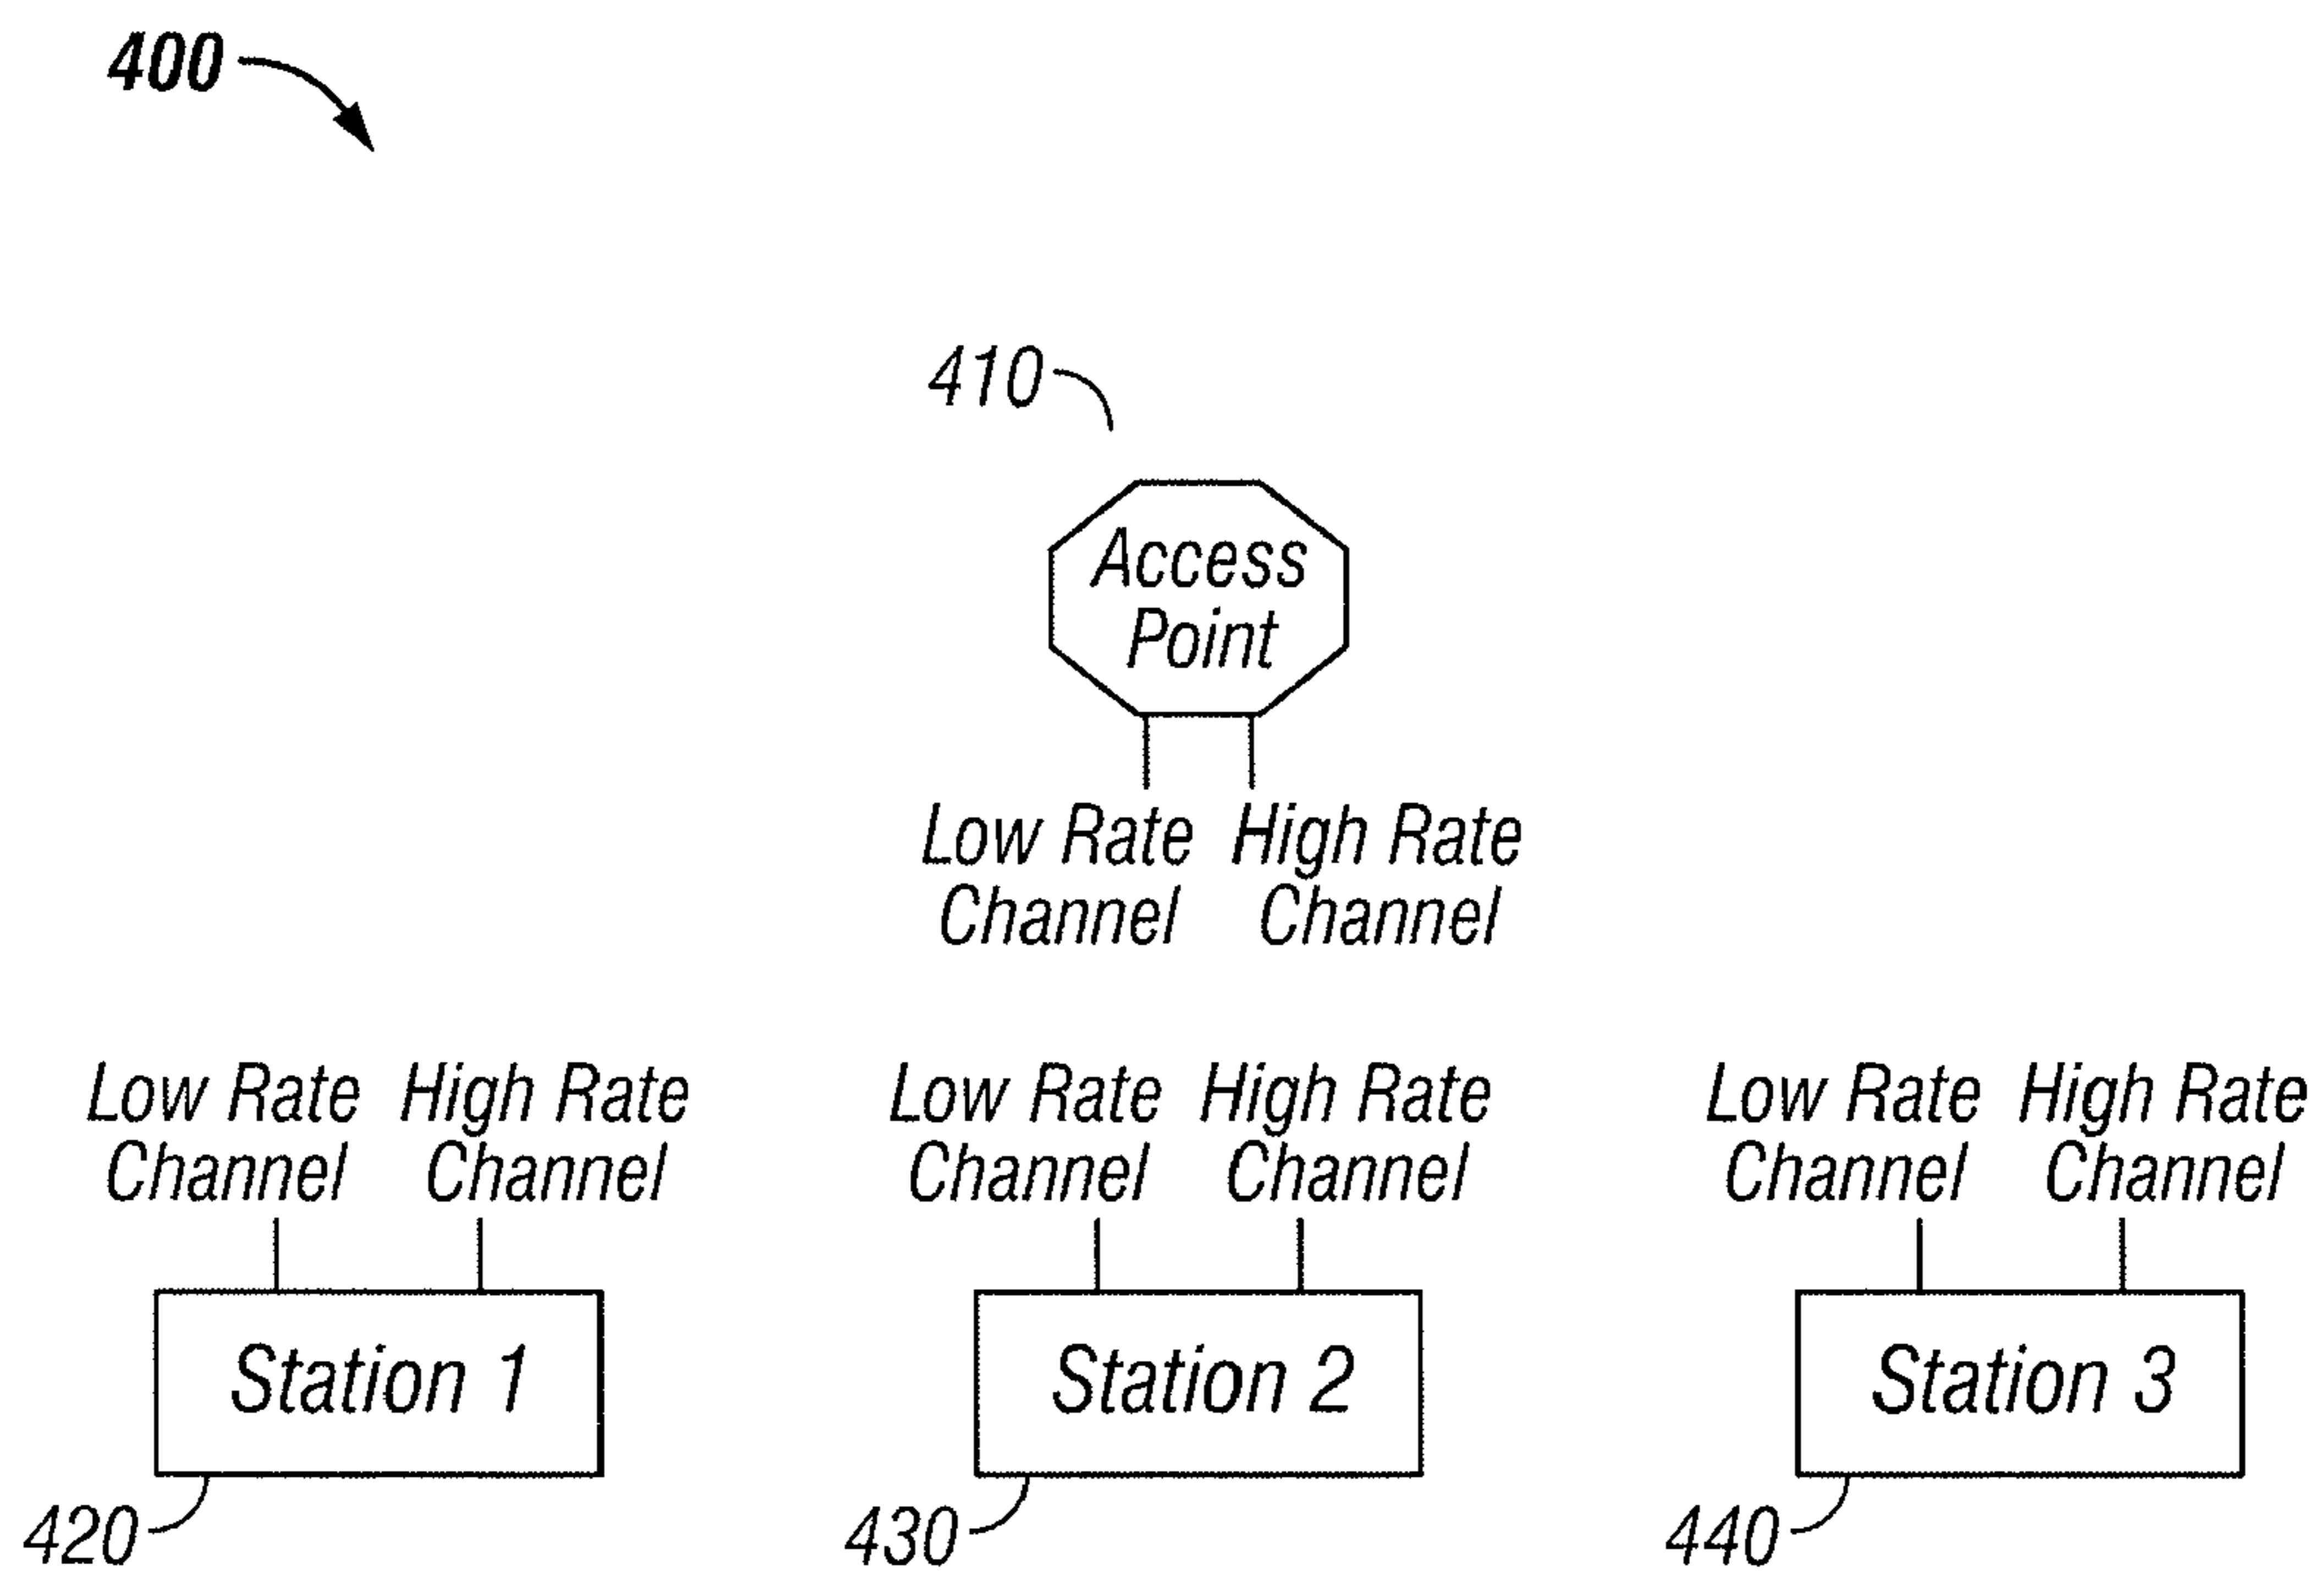 400
410
Access
Point
Low Rate High Rate
Channel Channel
Low Rate High Rate Low Rate High Rate Low Rate High Rate
Channel Channel Channel Channel Channel Channel
Station 1 Station 2 Station 3
420 430 440